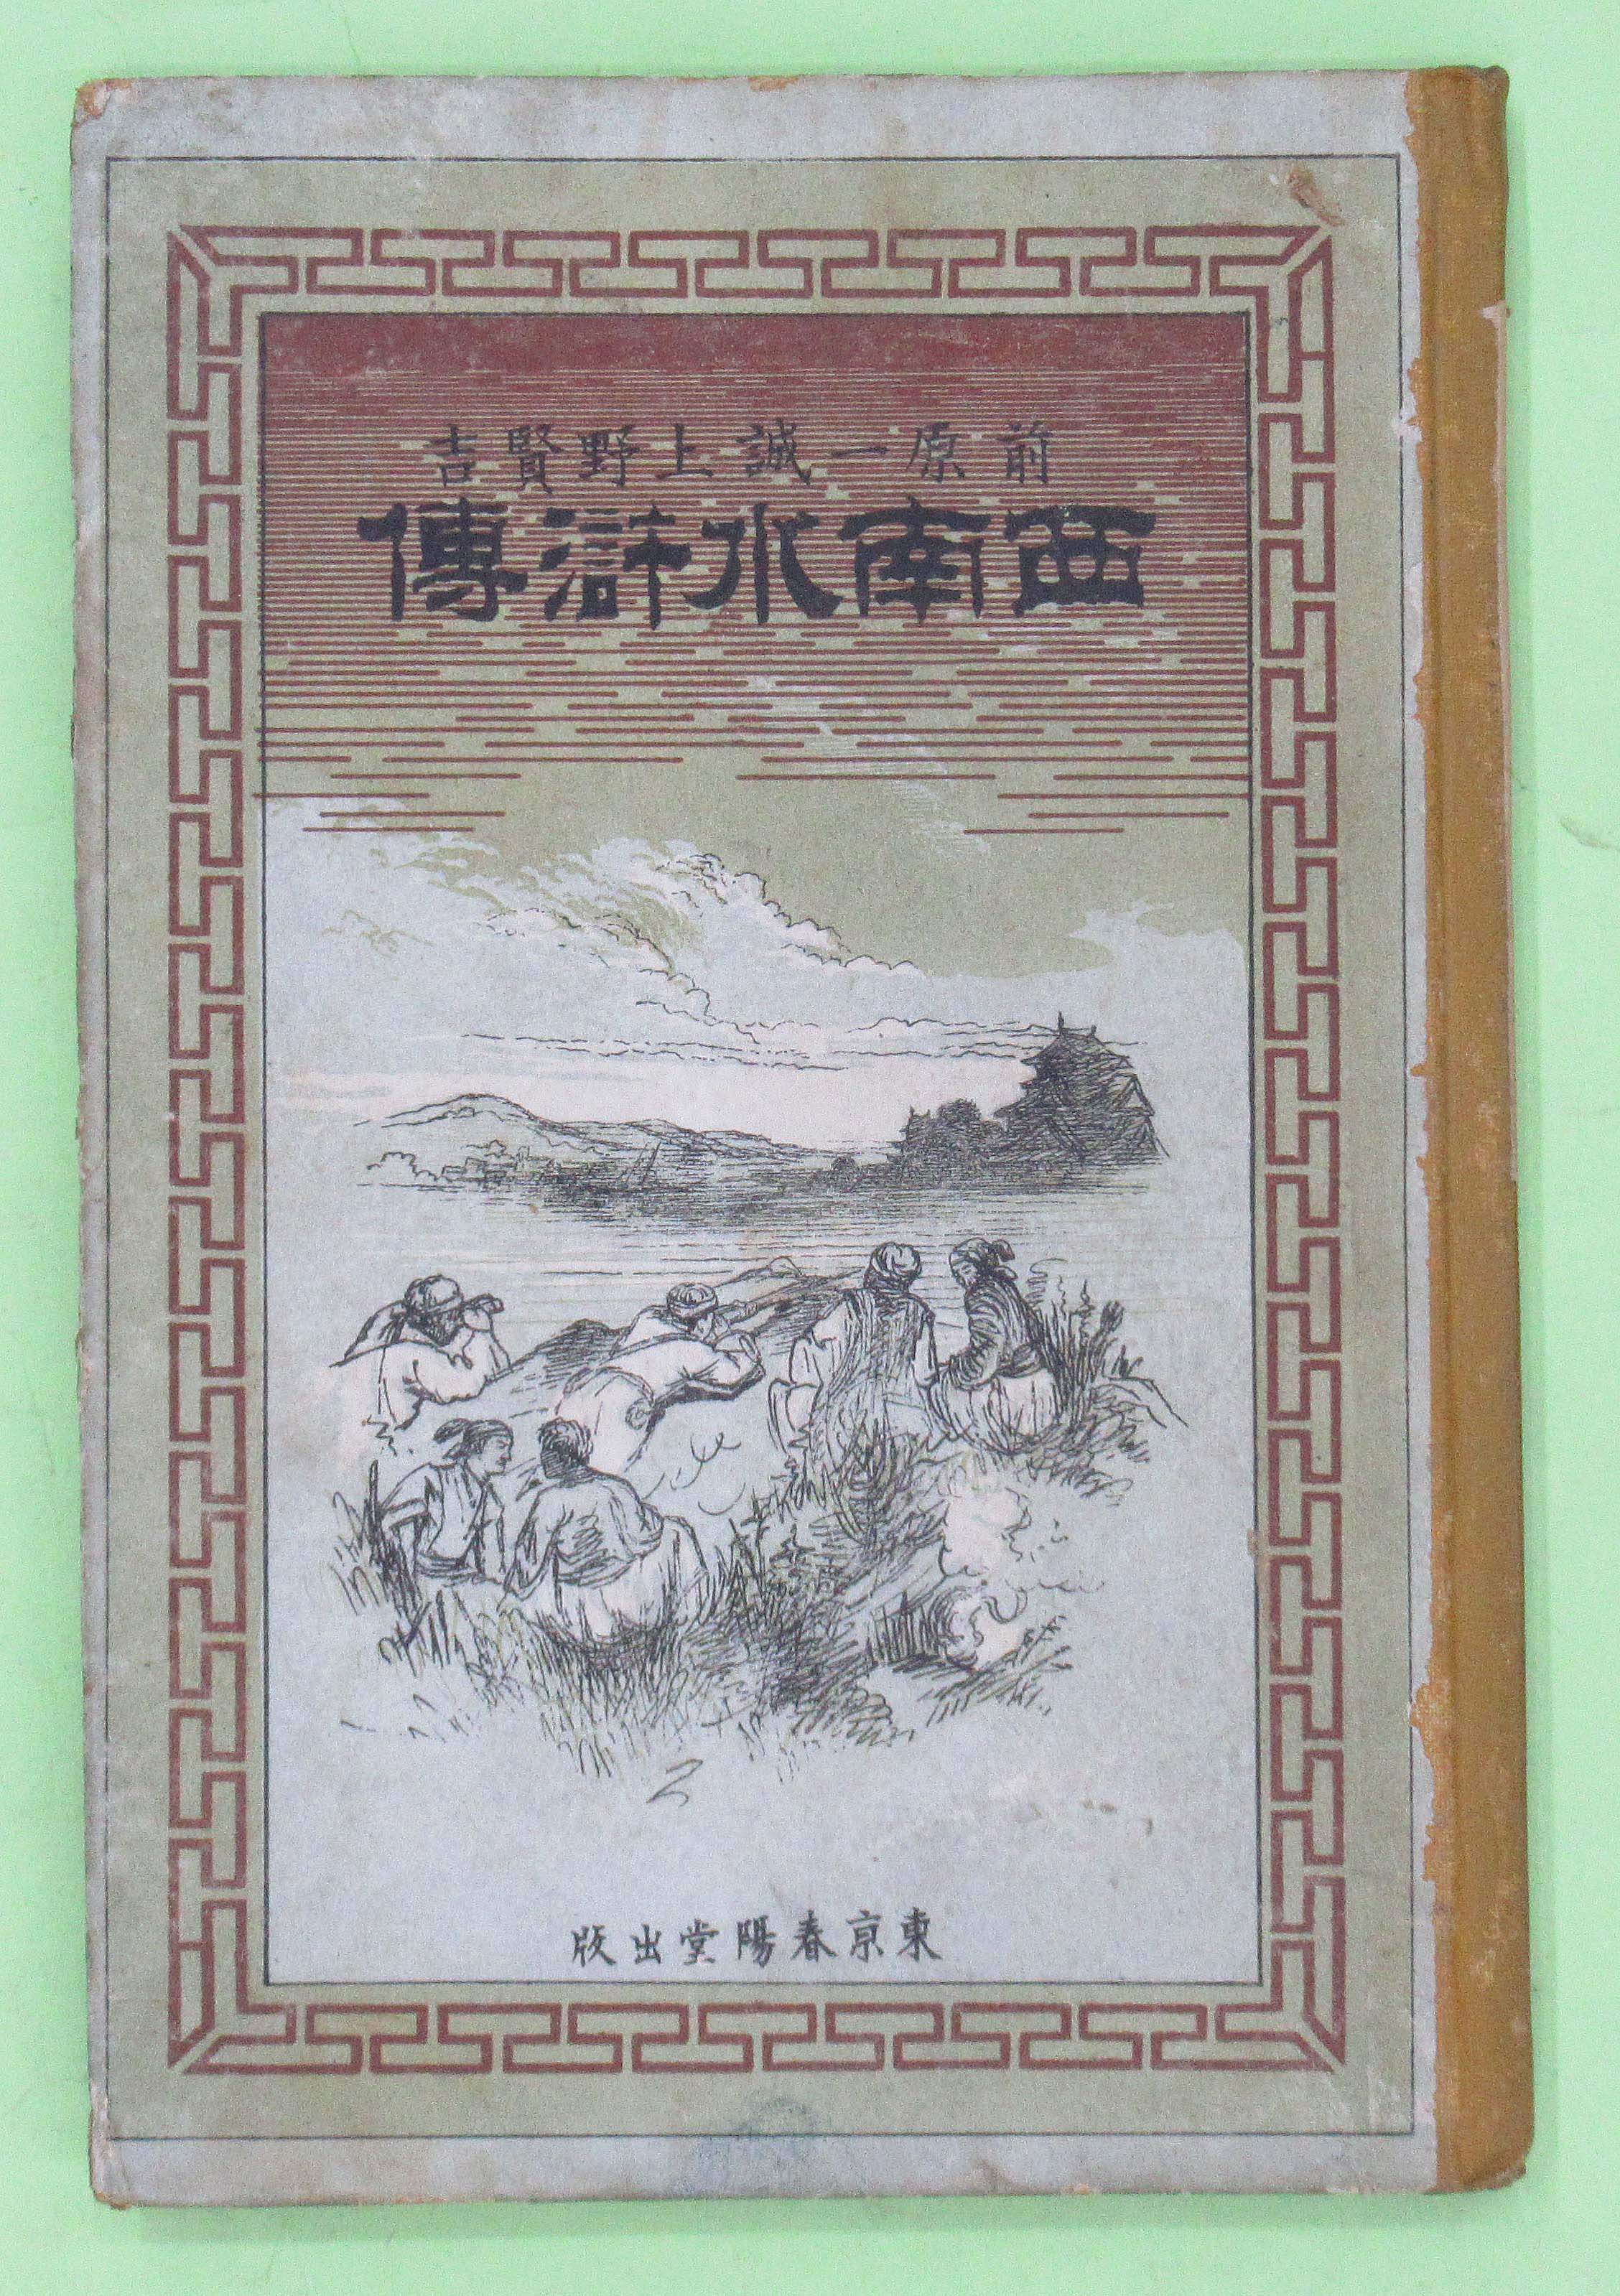 前原一誠上野賢吉
西南水滸傳
東京春陽堂出版